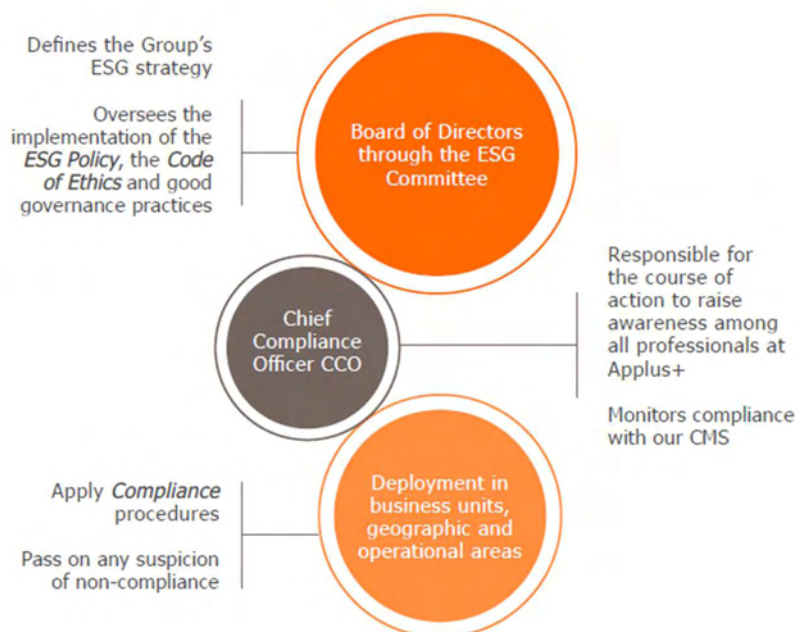 Defines the Group's
ESG strategy
Oversees the
implementation of the
ESG Policy, the Code
of Ethics and good
governance practices
Board of Directors
through the ESG
Committee
Chief
Compliance
Officer CCO
Responsible for
the course of
action to raise
awareness among
all professionals at
Applus+
Monitors compliance
with our CMS
Apply Compliance
procedures
Pass on any suspicion
of non-compliance
Deployment in
business units,
geographic and
operational areas